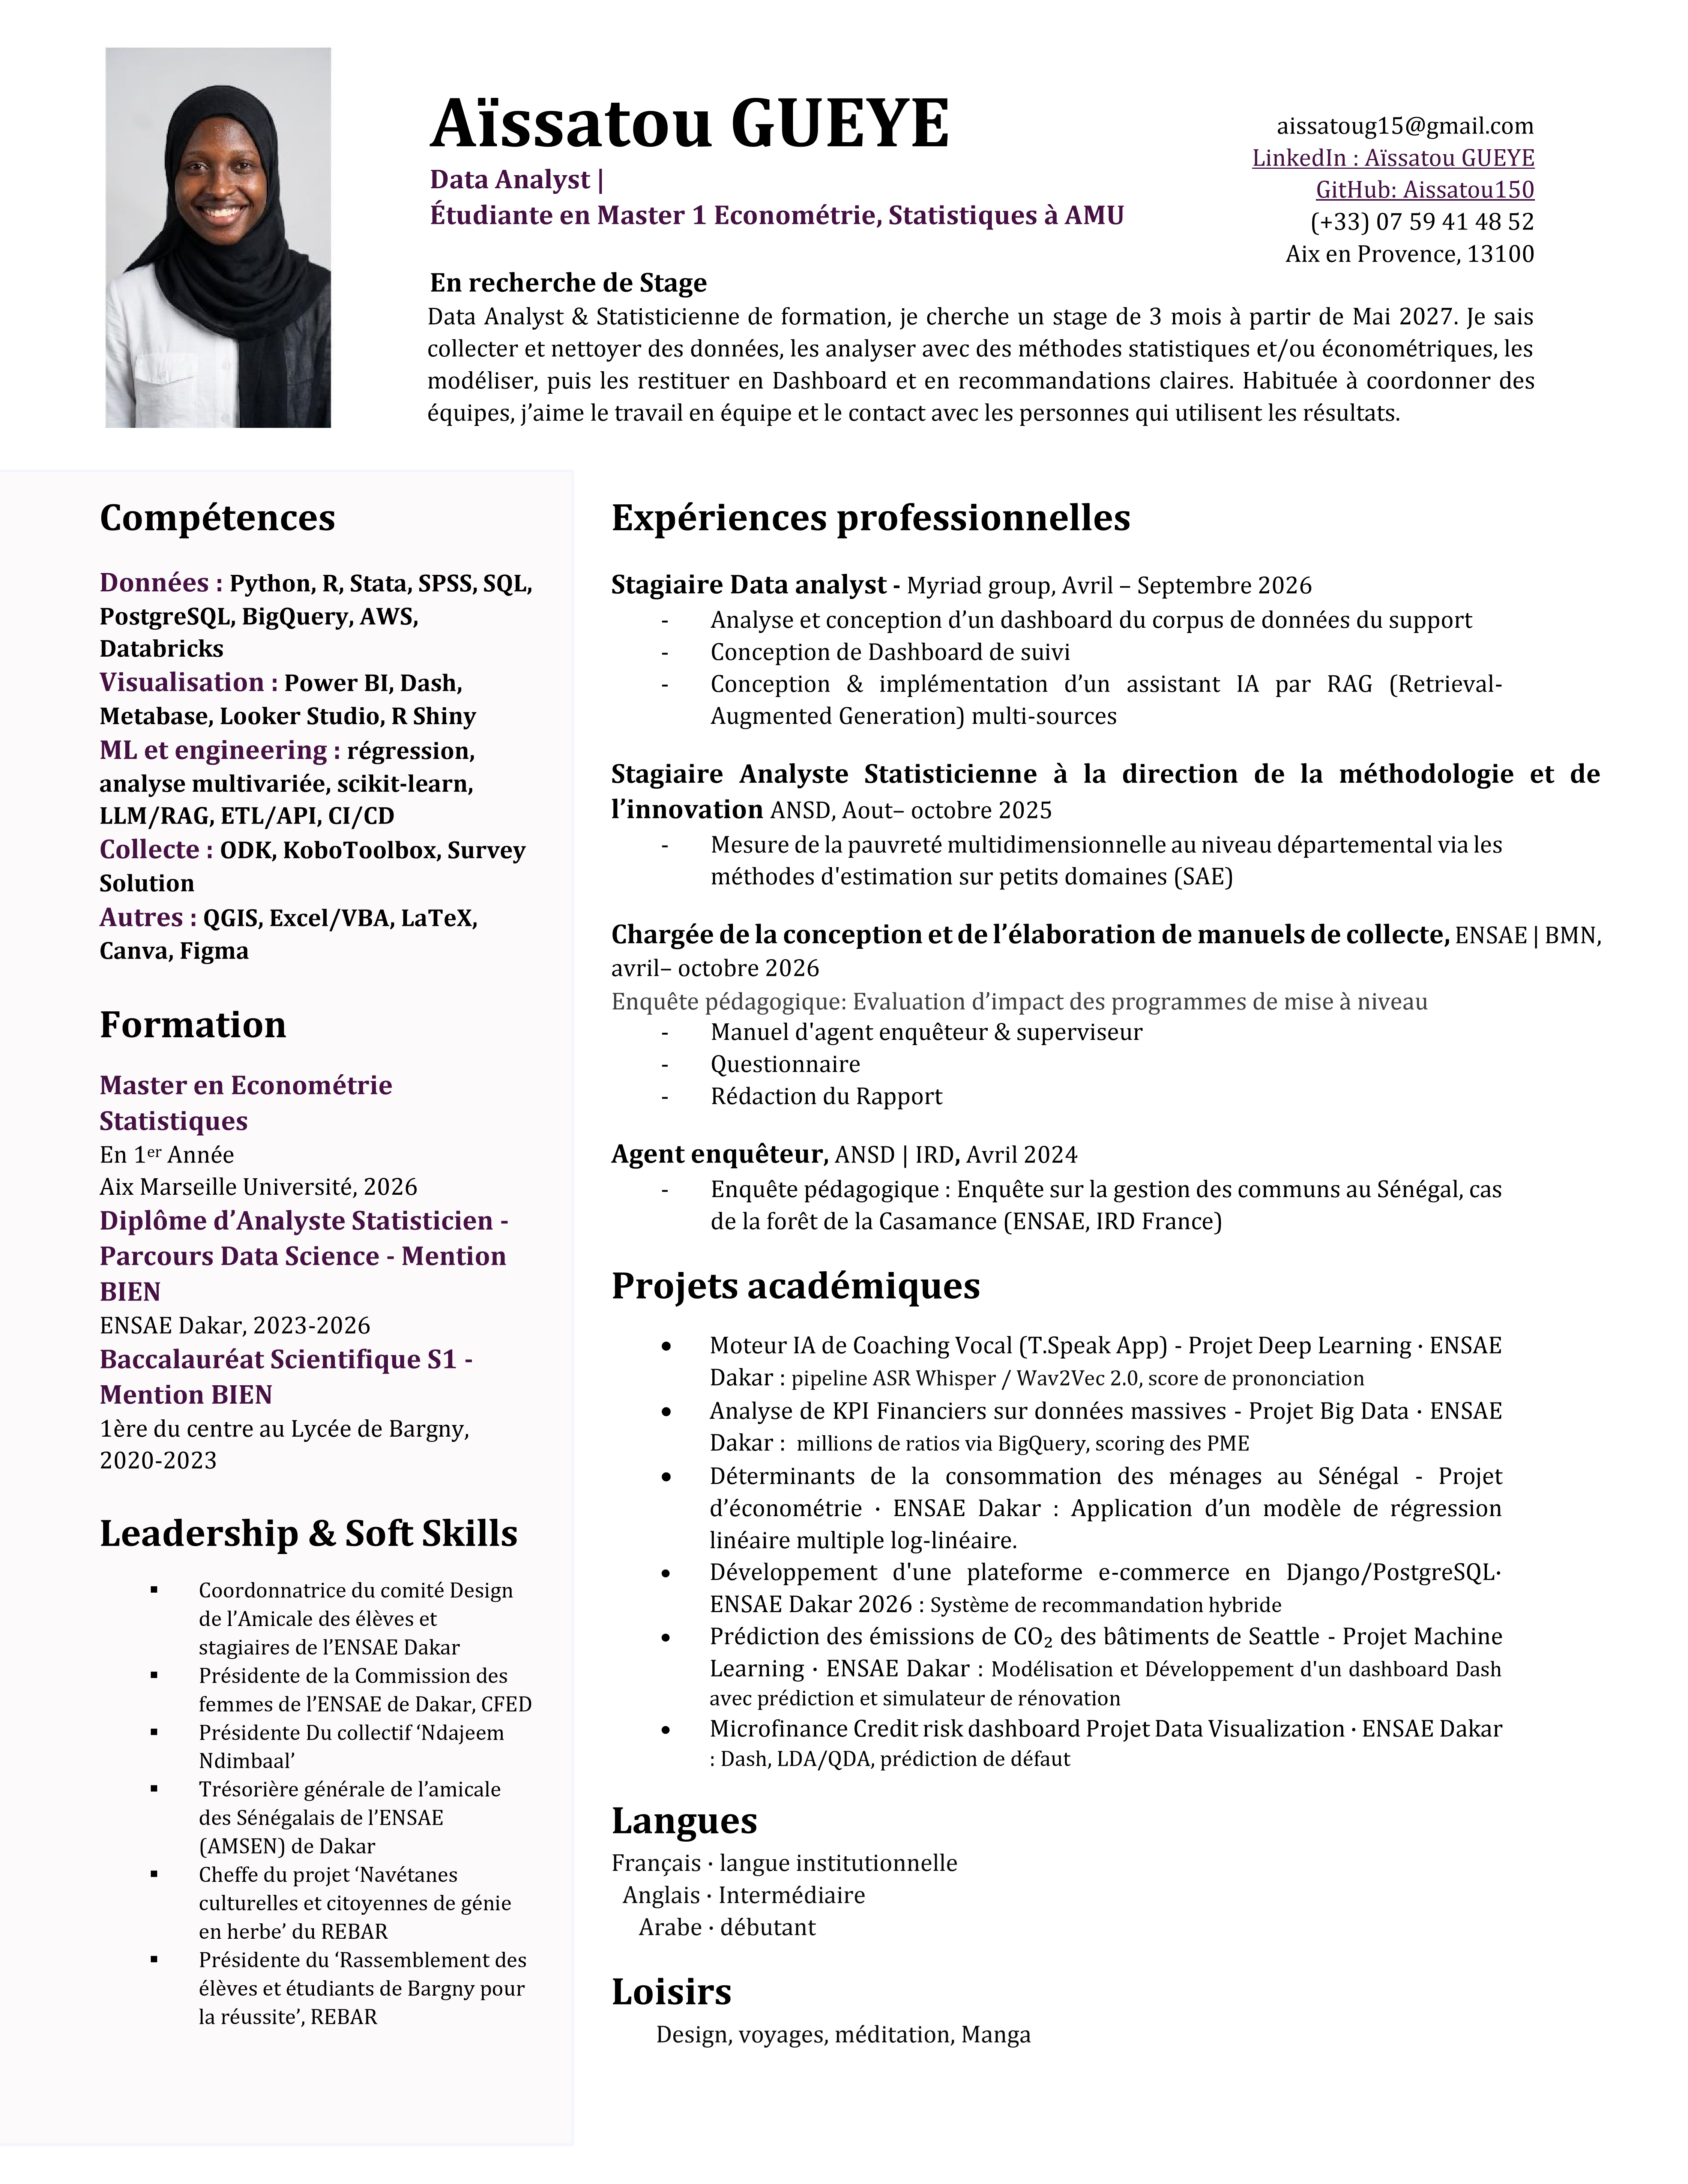 Aïssatou GUEYE
Data Analyst |
Étudiante en Master 1 Econométrie, Statistiques à AMU
aissatoug15@gmail.com
LinkedIn : Aïssatou GUEYE
GitHub: Aissatou150
(+33) 07 59 41 48 52
Aix en Provence, 13100
En recherche de Stage
Data Analyst & Statisticienne de formation, je cherche un stage de 3 mois à partir de Mai 2027. Je sais
collecter et nettoyer des données, les analyser avec des méthodes statistiques et/ou économétriques, les
modéliser, puis les restituer en Dashboard et en recommandations claires. Habituée à coordonner des
équipes, j’aime le travail en équipe et le contact avec les personnes qui utilisent les résultats.
Compétences
Données : Python, R, Stata, SPSS, SQL,
PostgreSQL, BigQuery, AWS,
Databricks
Visualisation : Power BI, Dash,
Metabase, Looker Studio, R Shiny
ML et engineering : régression,
analyse multivariée, scikit-learn,
LLM/RAG, ETL/API, CI/CD
Collecte : ODK, KoboToolbox, Survey
Solution
Autres : QGIS, Excel/VBA, LaTeX,
Canva, Figma
Formation
Master en Econométrie
Statistiques
En 1er Année
Aix Marseille Université, 2026
Diplôme d’Analyste Statisticien -
Parcours Data Science - Mention
BIEN
ENSAE Dakar, 2023-2026
Baccalauréat Scientifique S1 -
Mention BIEN
1ère du centre au Lycée de Bargny,
2020-2023
Leadership & Soft Skills
▪ Coordonnatrice du comité Design
de l’Amicale des élèves et
stagiaires de l’ENSAE Dakar
▪ Présidente de la Commission des
femmes de l’ENSAE de Dakar, CFED
▪ Présidente Du collectif ‘Ndajeem
Ndimbaal’
▪ Trésorière générale de l’amicale
des Sénégalais de l’ENSAE
(AMSEN) de Dakar
▪ Cheffe du projet ‘Navétanes
culturelles et citoyennes de génie
en herbe’ du REBAR
▪ Présidente du ‘Rassemblement des
élèves et étudiants de Bargny pour
la réussite’, REBAR
Expériences professionnelles
Stagiaire Data analyst - Myriad group, Avril – Septembre 2026
- Analyse et conception d’un dashboard du corpus de données du support
- Conception de Dashboard de suivi
- Conception & implémentation d’un assistant IA par RAG (Retrieval-
Augmented Generation) multi-sources
Stagiaire Analyste Statisticienne à la direction de la méthodologie et de
l’innovation ANSD, Aout– octobre 2025
- Mesure de la pauvreté multidimensionnelle au niveau départemental via les
méthodes d'estimation sur petits domaines (SAE)
Chargée de la conception et de l’élaboration de manuels de collecte, ENSAE | BMN,
avril– octobre 2026
Enquête pédagogique: Evaluation d’impact des programmes de mise à niveau
- Manuel d'agent enquêteur & superviseur
- Questionnaire
- Rédaction du Rapport
Agent enquêteur, ANSD | IRD, Avril 2024
- Enquête pédagogique : Enquête sur la gestion des communs au Sénégal, cas
de la forêt de la Casamance (ENSAE, IRD France)
Projets académiques
• Moteur IA de Coaching Vocal (T.Speak App) - Projet Deep Learning · ENSAE
Dakar : pipeline ASR Whisper / Wav2Vec 2.0, score de prononciation
• Analyse de KPI Financiers sur données massives - Projet Big Data · ENSAE
Dakar : millions de ratios via BigQuery, scoring des PME
• Déterminants de la consommation des ménages au Sénégal - Projet
d’économétrie · ENSAE Dakar : Application d’un modèle de régression
linéaire multiple log-linéaire.
• Développement d'une plateforme e-commerce en Django/PostgreSQL·
ENSAE Dakar 2026 : Système de recommandation hybride
• Prédiction des émissions de CO₂ des bâtiments de Seattle - Projet Machine
Learning · ENSAE Dakar : Modélisation et Développement d'un dashboard Dash
avec prédiction et simulateur de rénovation
• Microfinance Credit risk dashboard Projet Data Visualization · ENSAE Dakar
: Dash, LDA/QDA, prédiction de défaut
Langues
Français · langue institutionnelle
Anglais · Intermédiaire
Arabe · débutant
Loisirs
Design, voyages, méditation, Manga